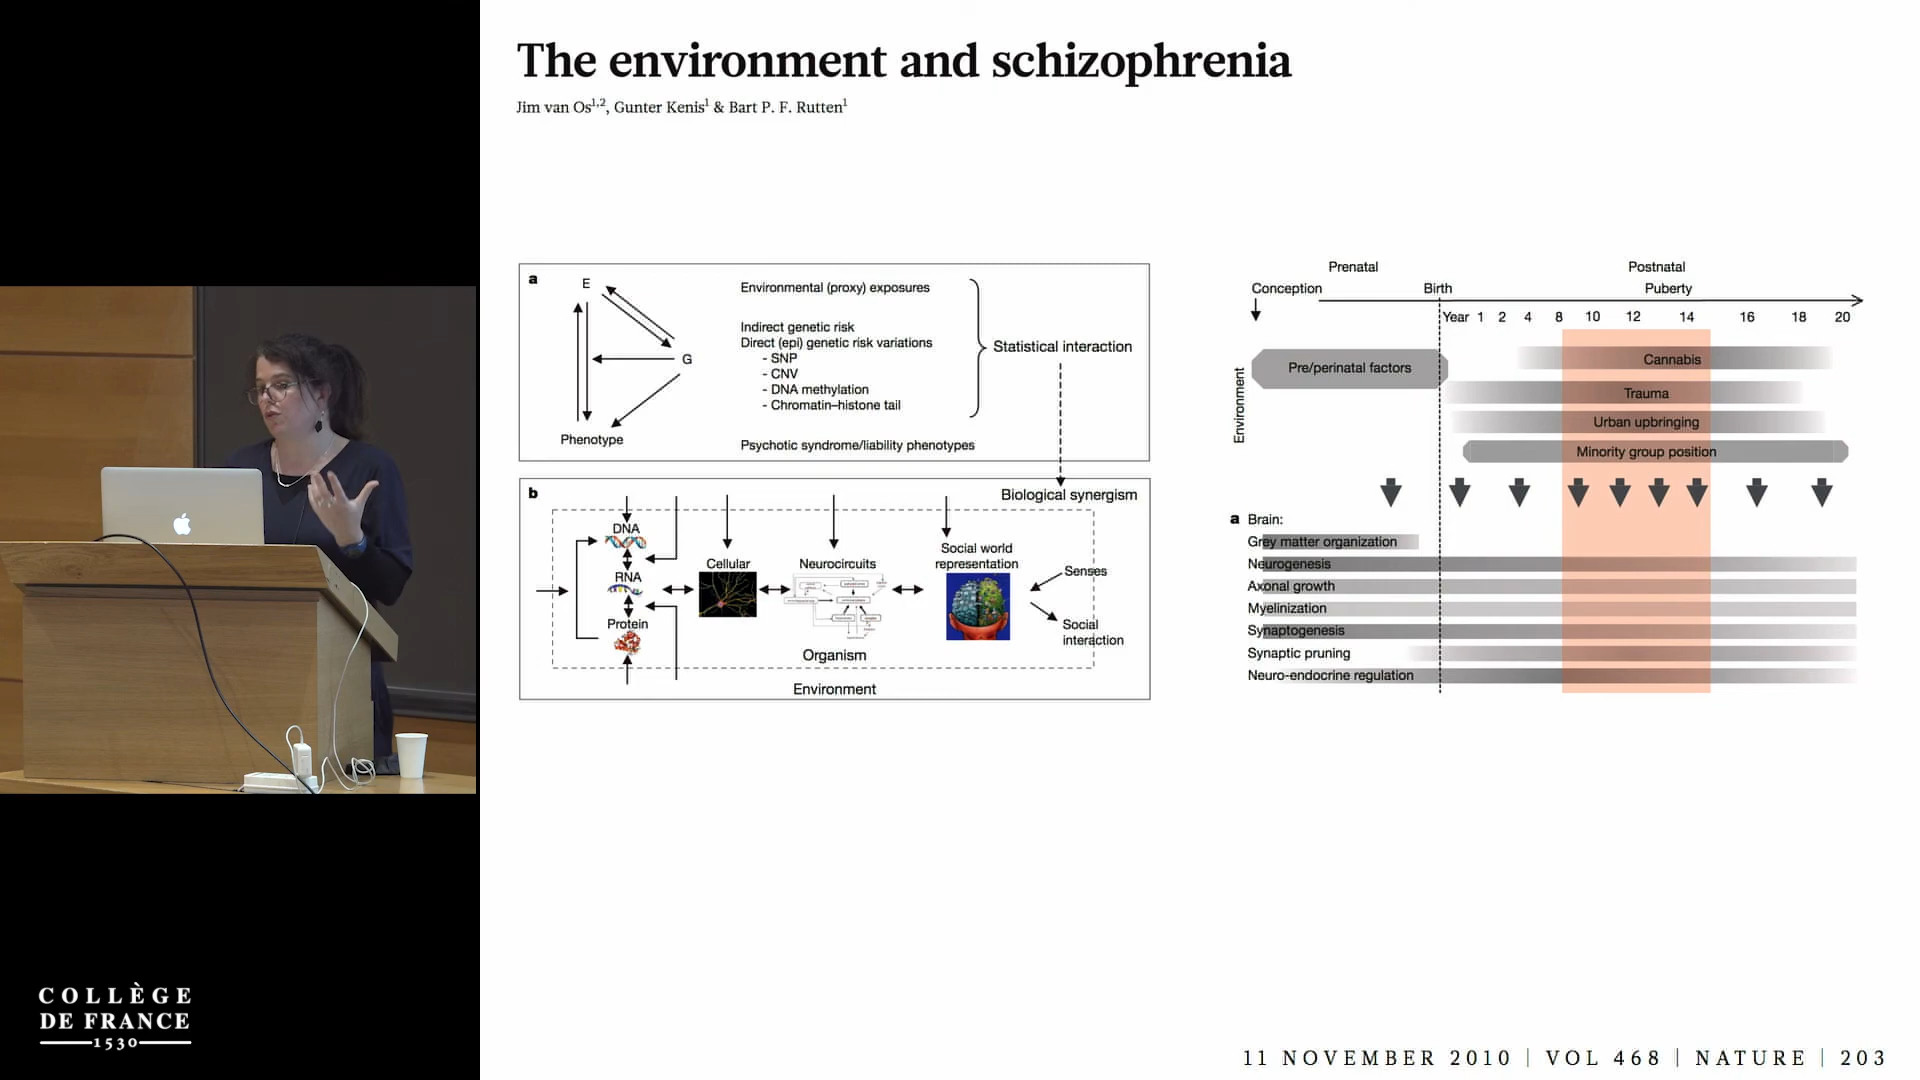 The environment and schizophrenia
Jim van Os1,2, Gunter Kenis1 & Bart P. F. Rutten1
a
E
G
Phenotype
Environmental (proxy) exposures
Indirect genetic risk
Direct (epi) genetic risk variations
- SNP
- CNV
- DNA methylation
- Chromatin–histone tail
Psychotic syndrome/liability phenotypes
Statistical interaction
b
Biological synergism
DNA
RNA
Protein
Cellular
Neurocircuits
Social world
representation
Senses
Social
interaction
Organism
Environment
Prenatal
Postnatal
Conception
Birth
Puberty
Year 1 2 4 8 10 12 14 16 18 20
Environment
Pre/perinatal factors
Cannabis
Trauma
Urban upbringing
Minority group position
a Brain:
Grey matter organization
Neurogenesis
Axonal growth
Myelinization
Synaptogenesis
Synaptic pruning
Neuro-endocrine regulation
COLLÈGE
DE FRANCE
1530
11 NOVEMBER 2010 | VOL 468 | NATURE | 203